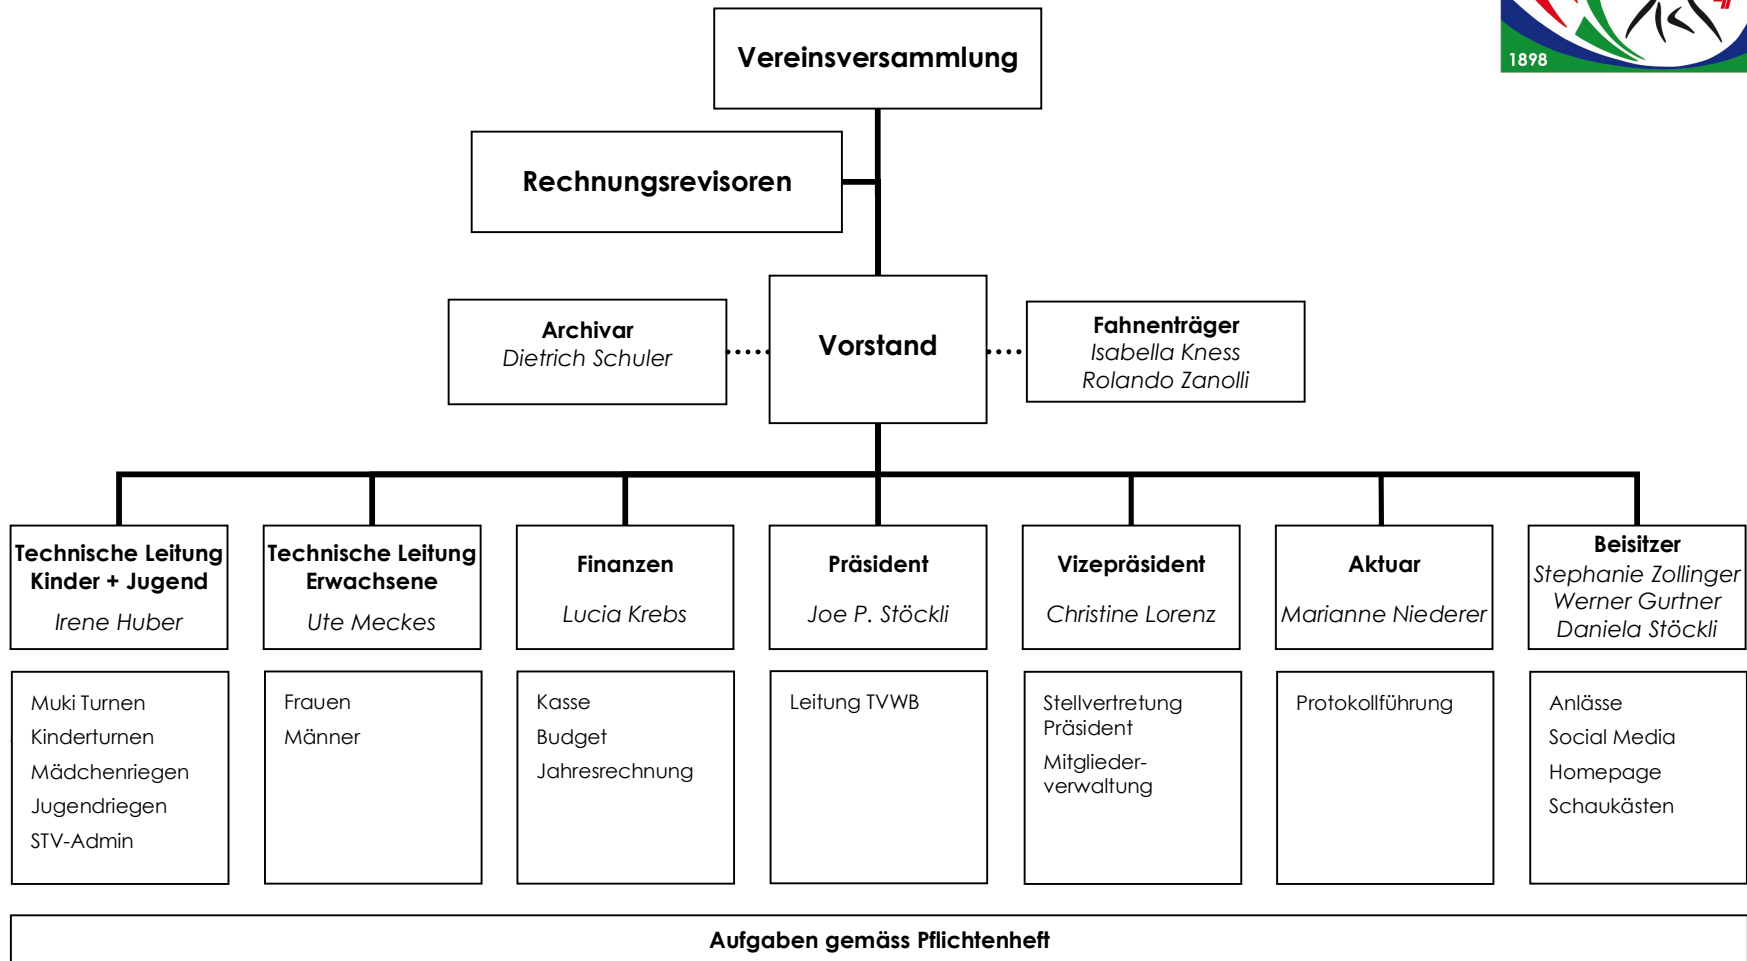 1898
Vereinsversammlung
Rechnungsrevisoren
Archivar
Dietrich Schuler
Vorstand
Fahnenträger
Isabella Kness
Rolando Zanolli
Technische Leitung
Kinder + Jugend
Irene Huber
Technische Leitung
Erwachsene
Ute Meckes
Finanzen
Lucia Krebs
Präsident
Joe P. Stöckli
Vizepräsident
Christine Lorenz
Aktuar
Marianne Niederer
Beisitzer
Stephanie Zollinger
Werner Gurtner
Daniela Stöckli
Muki Turnen
Kinderturnen
Mädchenriegen
Jugendriegen
STV-Admin
Frauen
Männer
Kasse
Budget
Jahresrechnung
Leitung TVWB
Stellvertretung
Präsident
Mitglieder-
verwaltung
Protokollführung
Anlässe
Social Media
Homepage
Schaukästen
Aufgaben gemäss Pflichtenheft